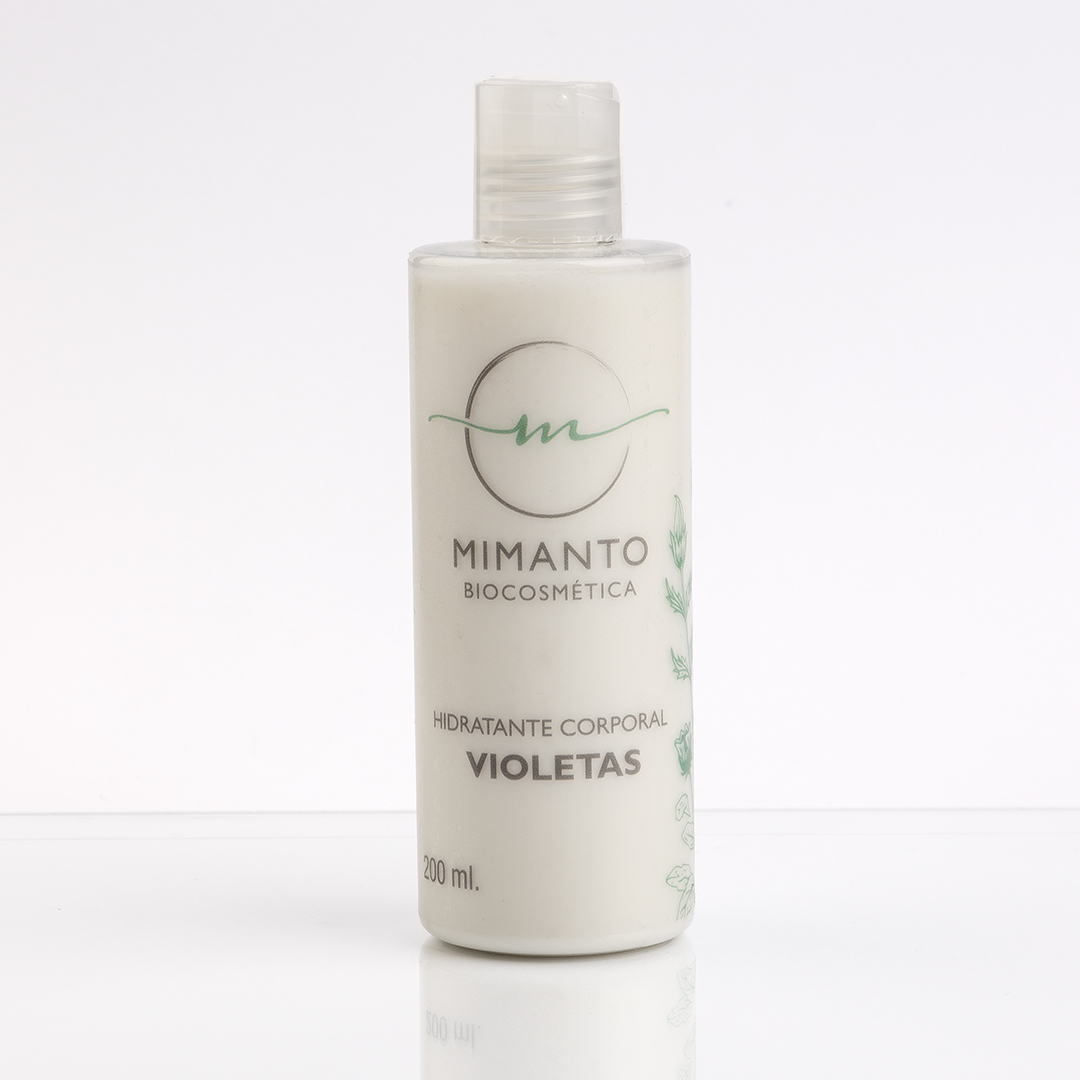 m
MIMANTO
BIOCOSMÉTICA
HIDRATANTE CORPORAL
VIOLETAS
200 ml.